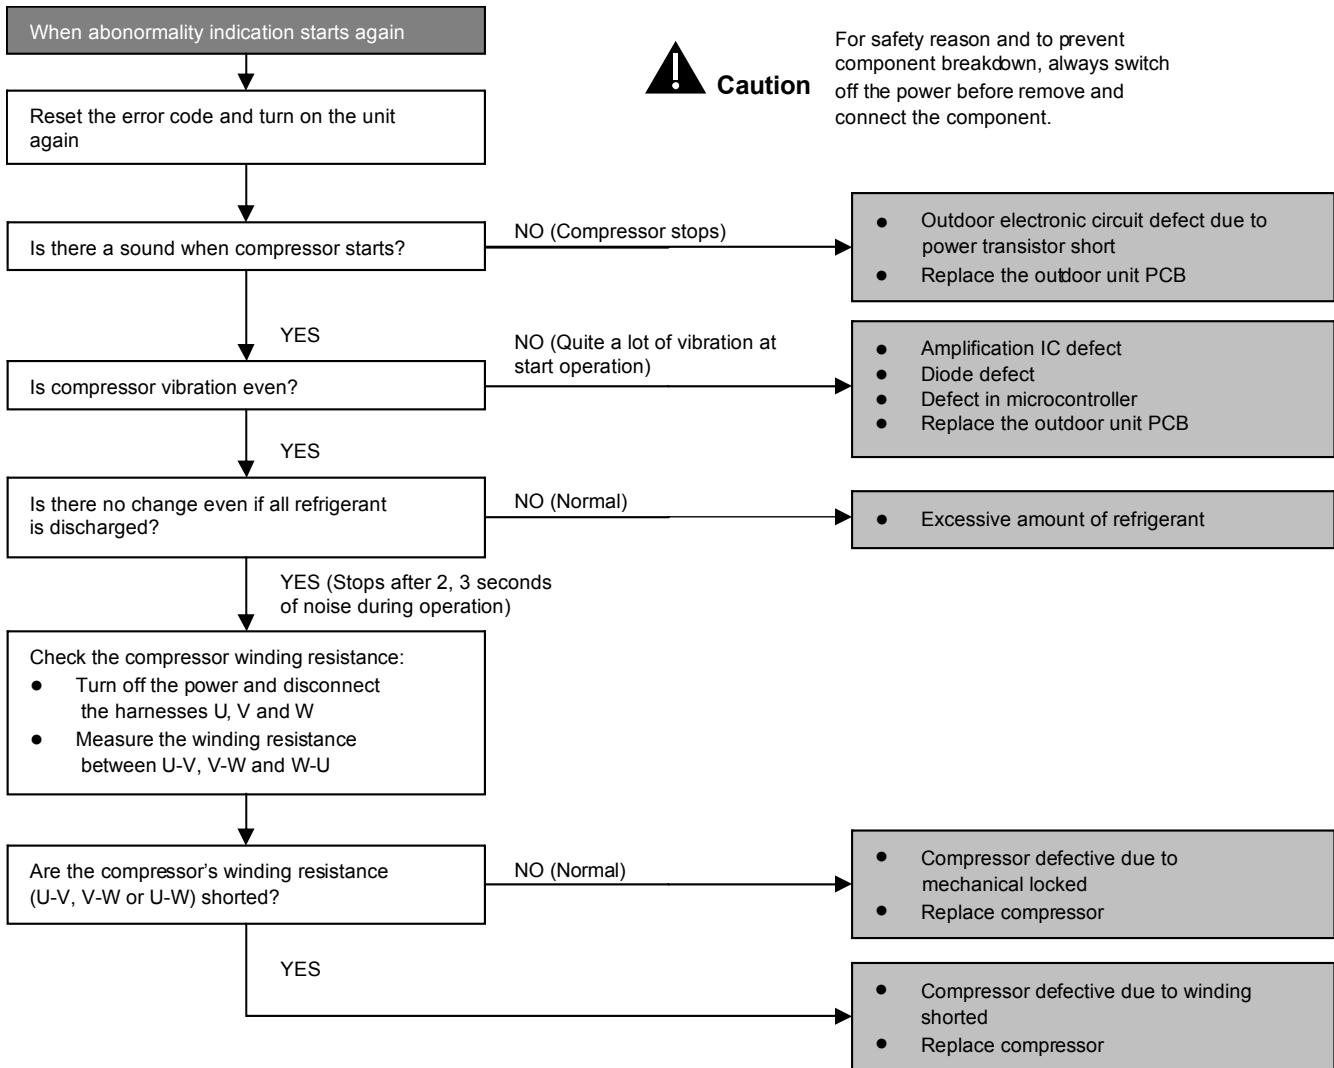 When abonormality indication starts again
Caution
For safety reason and to prevent
component breakdown, always switch
off the power before remove and
connect the component.
Reset the error code and turn on the unit
again
Is there a sound when compressor starts?
NO (Compressor stops)
● Outdoor electronic circuit defect due to
power transistor short
● Replace the outdoor unit PCB
YES
Is compressor vibration even?
NO (Quite a lot of vibration at
start operation)
● Amplification IC defect
● Diode defect
● Defect in microcontroller
● Replace the outdoor unit PCB
YES
Is there no change even if all refrigerant
is discharged?
NO (Normal)
● Excessive amount of refrigerant
YES (Stops after 2, 3 seconds
of noise during operation)
Check the compressor winding resistance:
● Turn off the power and disconnect
the harnesses U, V and W
● Measure the winding resistance
between U-V, V-W and W-U
Are the compressor’s winding resistance
(U-V, V-W or U-W) shorted?
NO (Normal)
● Compressor defective due to
mechanical locked
● Replace compressor
YES
● Compressor defective due to winding
shorted
● Replace compressor